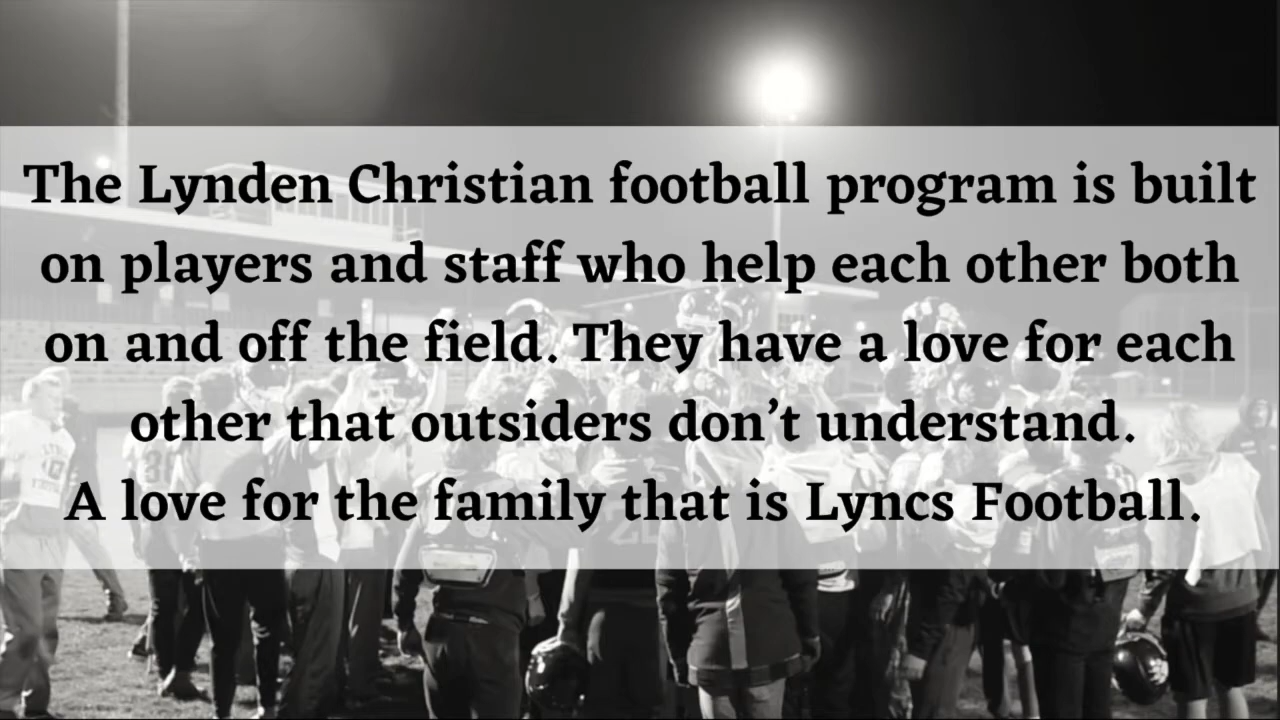 The Lynden Christian football program is built
on players and staff who help each other both
on and off the field. They have a love for each
other that outsiders don’t understand.
A love for the family that is Lyncs Football.